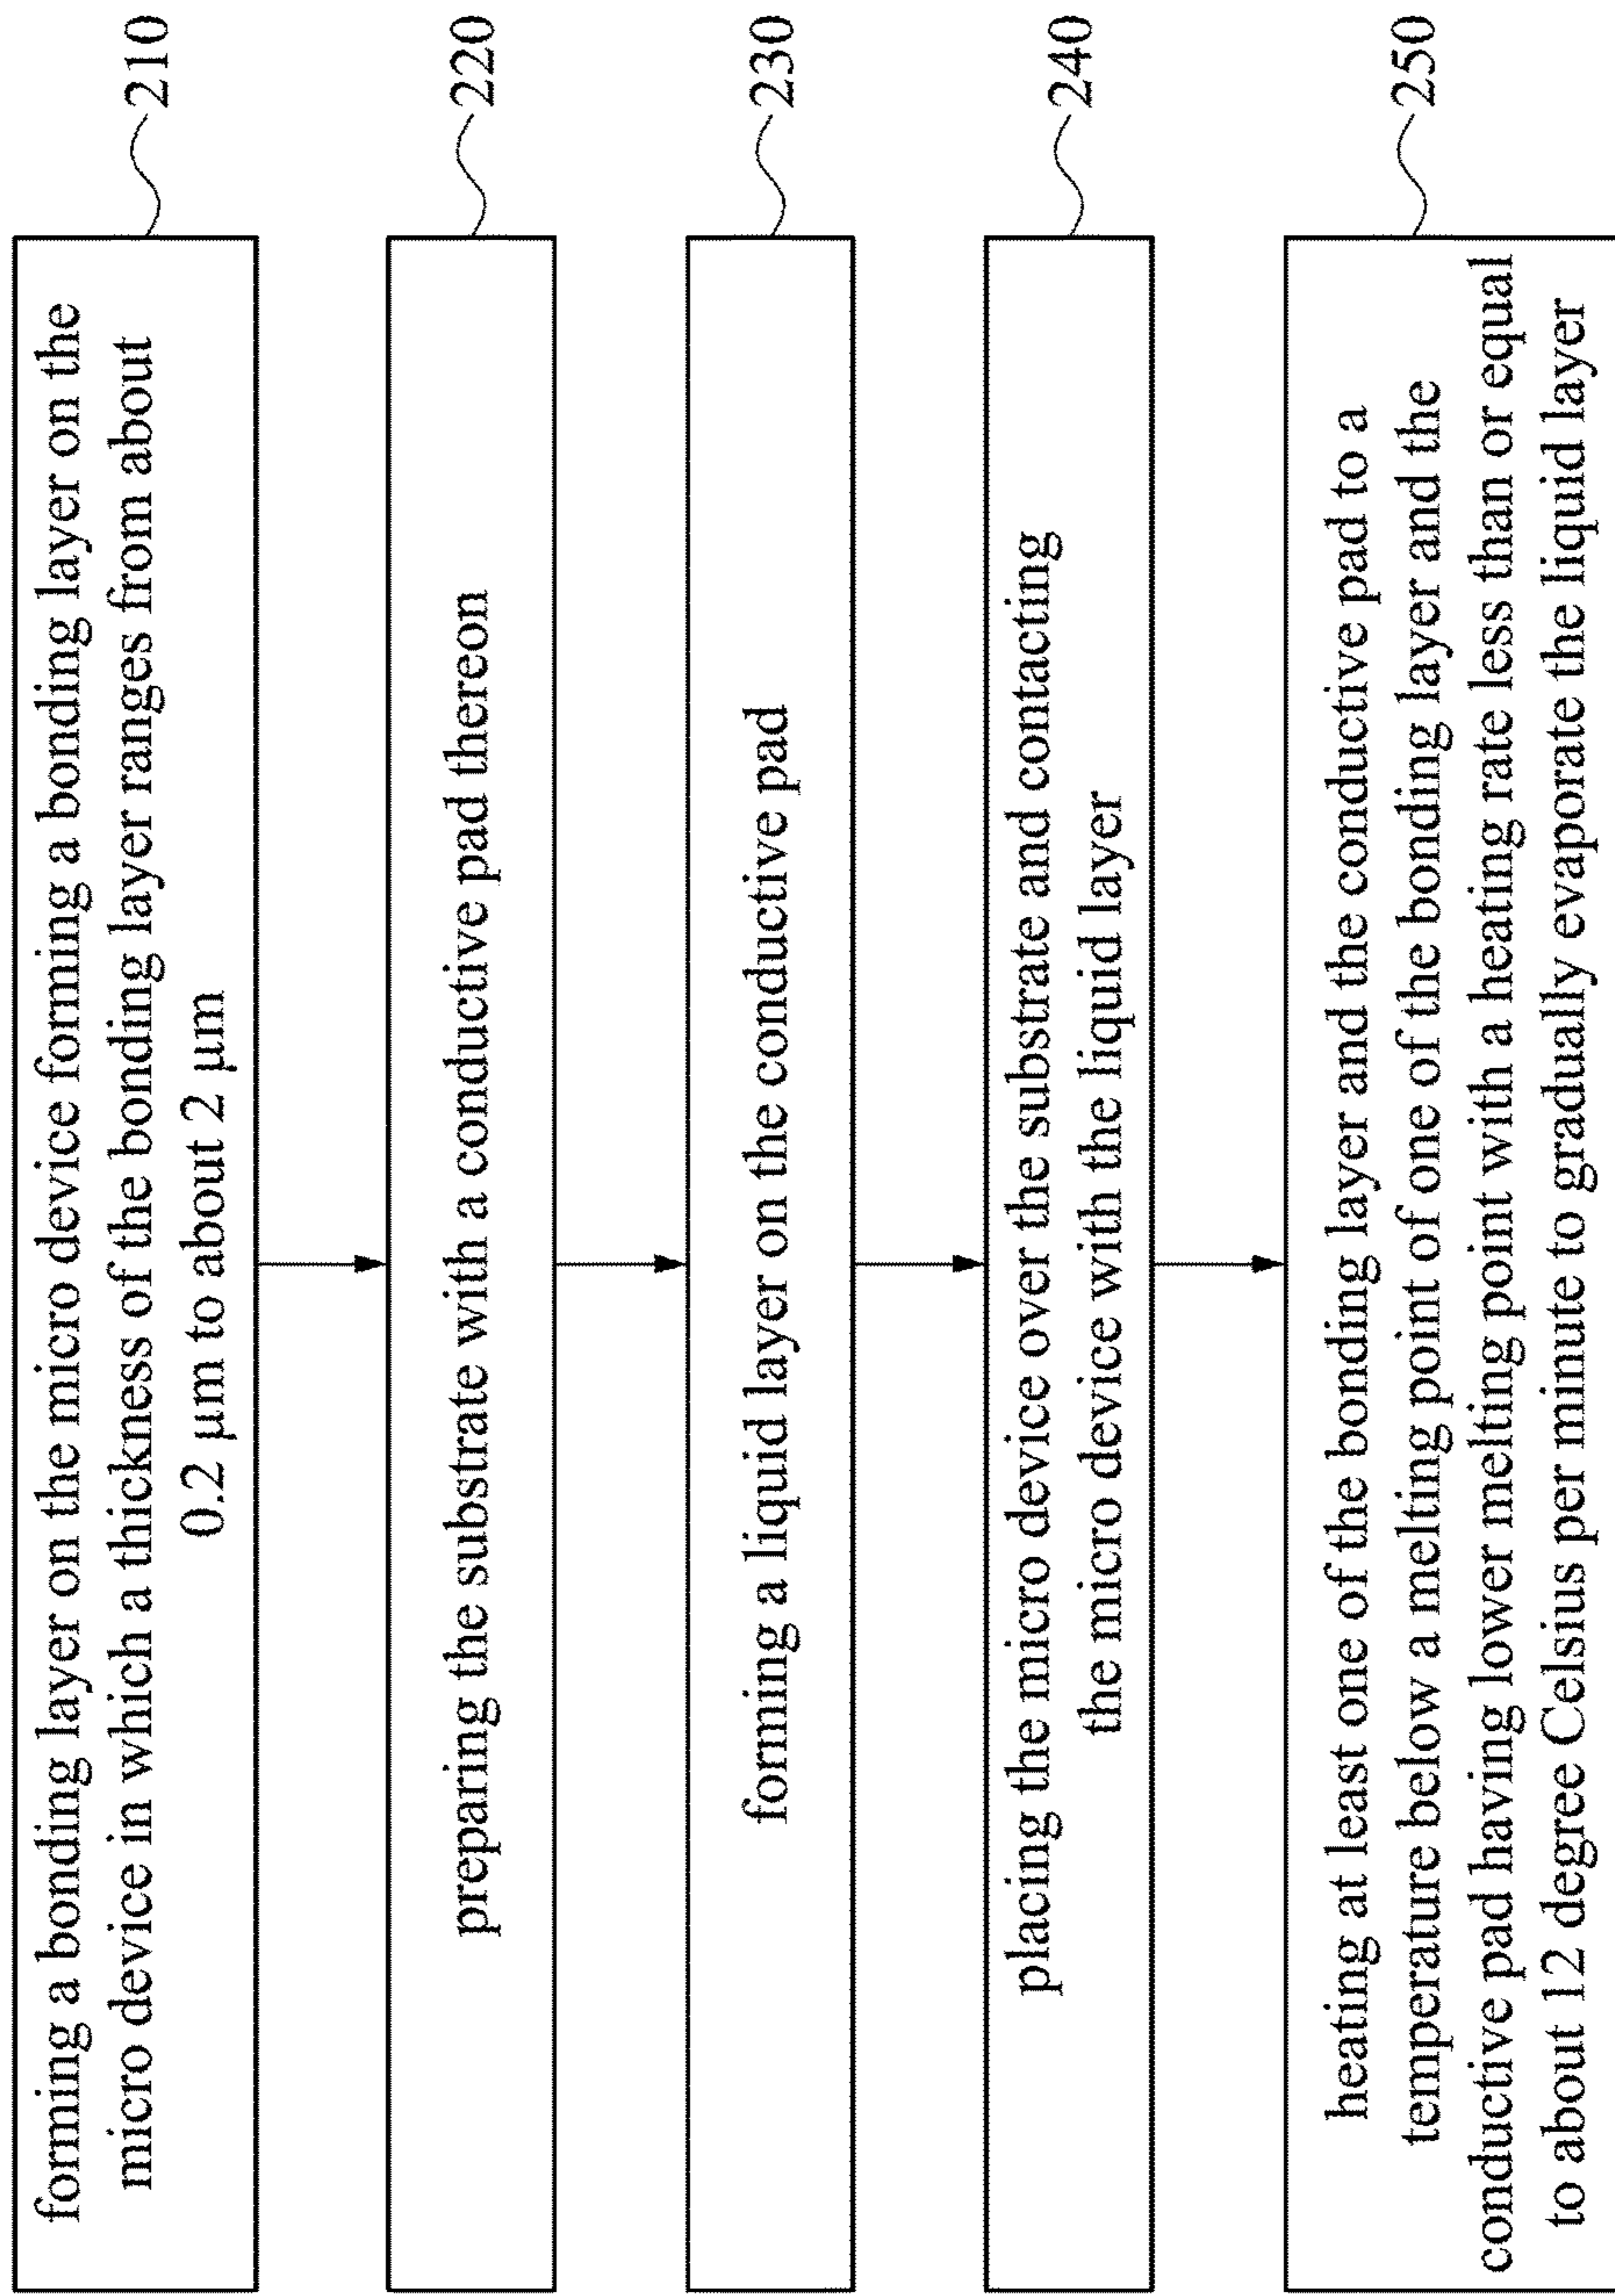 forming a bonding layer on the micro device forming a bonding layer on the
micro device in which a thickness of the bonding layer ranges from about
0.2 μm to about 2 μm
210
preparing the substrate with a conductive pad thereon
220
forming a liquid layer on the conductive pad
230
placing the micro device over the substrate and contacting
the micro device with the liquid layer
240
heating at least one of the bonding layer and the conductive pad to a
temperature below a melting point of one of the bonding layer and the
conductive pad having lower melting point with a heating rate less than or equal
to about 12 degree Celsius per minute to gradually evaporate the liquid layer
250